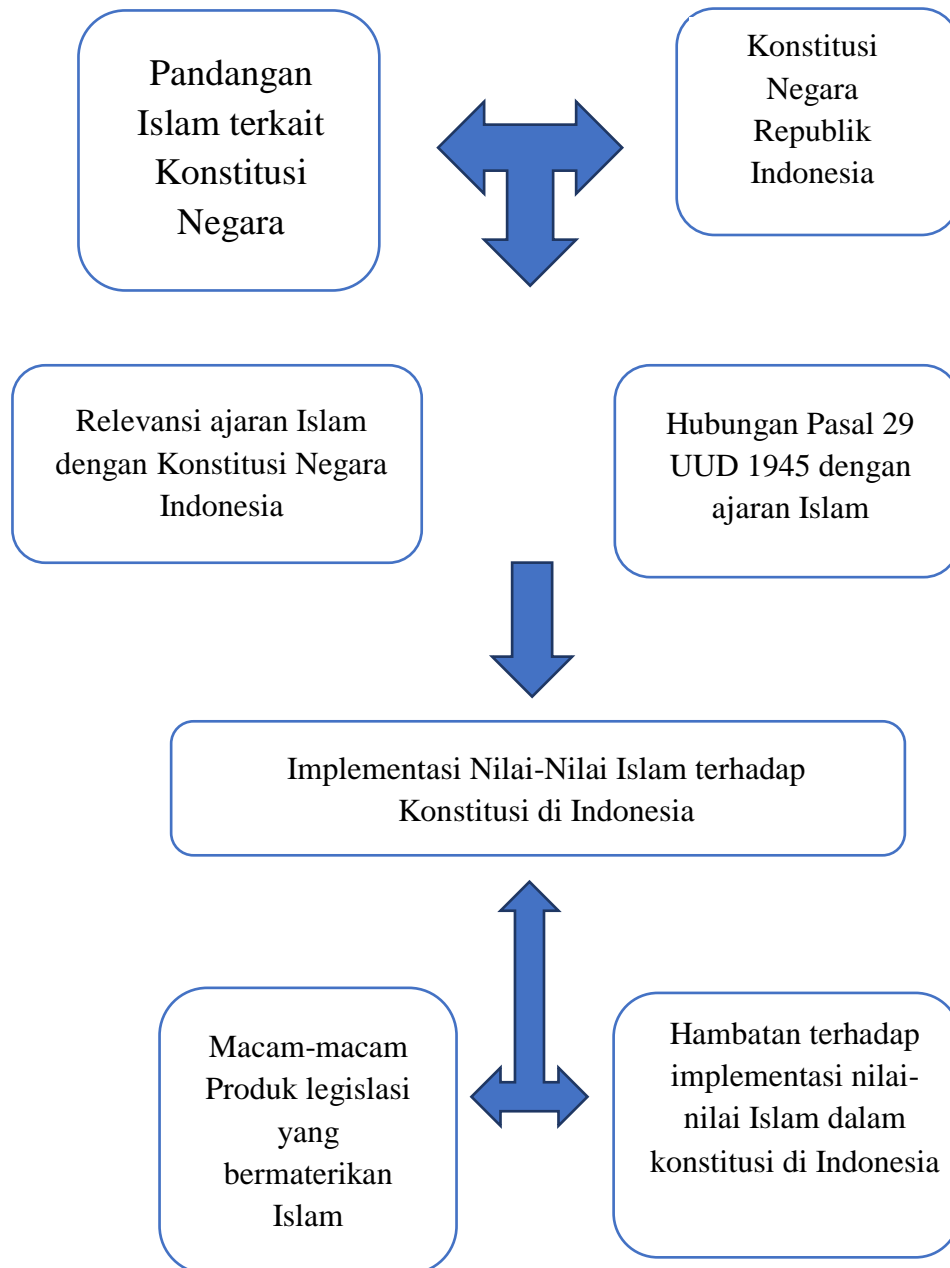 Pandangan
Islam terkait
Konstitusi
Negara
Konstitusi
Negara
Republik
Indonesia
Relevansi ajaran Islam
dengan Konstitusi Negara
Indonesia
Hubungan Pasal 29
UUD 1945 dengan
ajaran Islam
Implementasi Nilai-Nilai Islam terhadap
Konstitusi di Indonesia
Macam-macam
Produk legislasi
yang
bermaterikan
Islam
Hambatan terhadap
implementasi nilai-
nilai Islam dalam
konstitusi di Indonesia